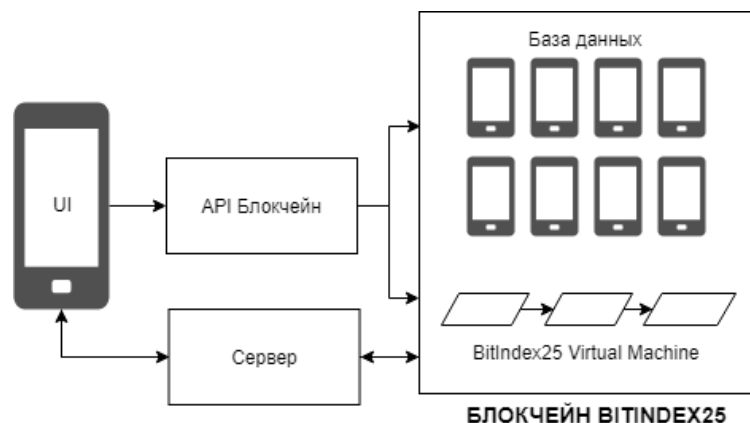 База данных
UI
API Блокчейн
Сервер
BitIndex25 Virtual Machine
БЛОКЧЕЙН BITINDEX25